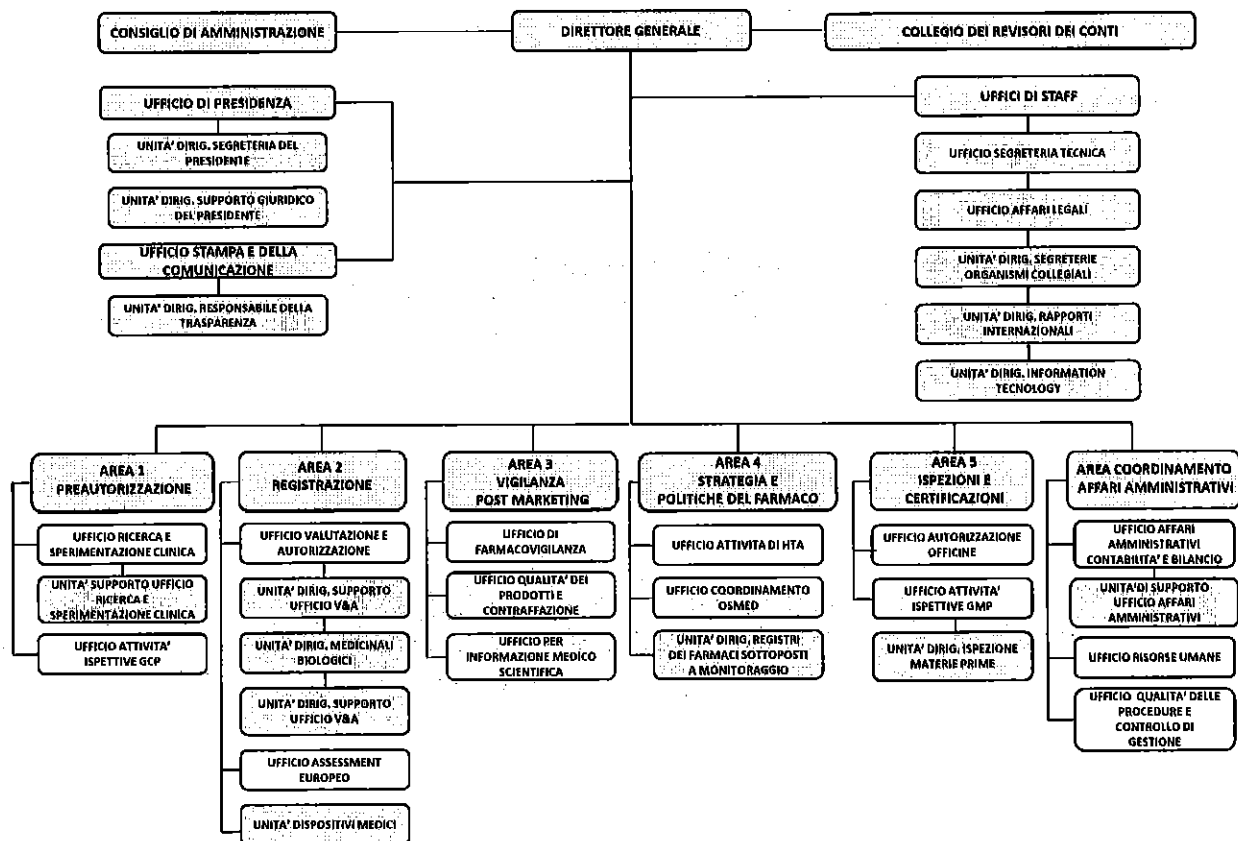 CONSIGLIO DI AMMINISTRAZIONE
DIRETTORE GENERALE
COLLEGIO DEI REVISORI DEI CONTI
UFFICIO DI PRESIDENZA
UNITA' DIRIG. SEGRETERIA DEL
PRESIDENTE
UNITA' DIRIG. SUPPORTO GIURIDICO
DEL PRESIDENTE
UFFICIO STAMPA E DELLA
COMUNICAZIONE
UNITA' DIRIG. RESPONSABILE DELLA
TRASPARENZA
UFFICI DI STAFF
UFFICIO SEGRETERIA TECNICA
UFFICIO AFFARI LEGALI
UNITA' DIRIG. SEGRETERIE
ORGANISMI COLLEGIALI
UNITA' DIRIG. RAPPORTI
INTERNAZIONALI
UNITA' DIRIG. INFORMATION
TECNOLOGY
AREA 1
PREAUTORIZZAZIONE
UFFICIO RICERCA E
SPERIMENTAZIONE CLINICA
UNITA' SUPPORTO UFFICIO
RICERCA E
SPERIMENTAZIONE CLINICA
UFFICIO ATTIVITA'
ISPETTIVE GCP
AREA 2
REGISTRAZIONE
UFFICIO VALUTAZIONE E
AUTORIZZAZIONE
UNITA' DIRIG. SUPPORTO
UFFICIO V&A
UNITA' DIRIG. MEDICINALI
BIOLOGICI
UNITA' DIRIG. SUPPORTO
UFFICIO V&A
UFFICIO ASSESSMENT
EUROPEO
UNITA' DISPOSITIVI MEDICI
AREA 3
VIGILANZA
POST MARKETING
UFFICIO DI
FARMACOVIGILANZA
UFFICIO QUALITA' DEI
PRODOTTI E
CONTRAFFAZIONE
UFFICIO PER
INFORMAZIONE MEDICO
SCIENTIFICA
AREA 4
STRATEGIA E
POLITICHE DEL FARMACO
UFFICIO ATTIVITA DI HTA
UFFICIO COORDINAMENTO
OSMED
UNITA' DIRIG. REGISTRI
DEI FARMACI SOTTOPOSTI
A MONITORAGGIO
AREA 5
ISPEZIONI E
CERTIFICAZIONI
UFFICIO AUTORIZZAZIONE
OFFICINE
UFFICIO ATTIVITA'
ISPETTIVE GMP
UNITA' DIRIG. ISPEZIONE
MATERIE PRIME
AREA COORDINAMENTO
AFFARI AMMINISTRATIVI
UFFICIO AFFARI
AMMINISTRATIVI
CONTABILITA' E BILANCIO
UNITA' DI SUPPORTO
UFFICIO AFFARI
AMMINISTRATIVI
UFFICIO RISORSE UMANE
UFFICIO QUALITA' DELLE
PROCEDURE E
CONTROLLO DI
GESTIONE